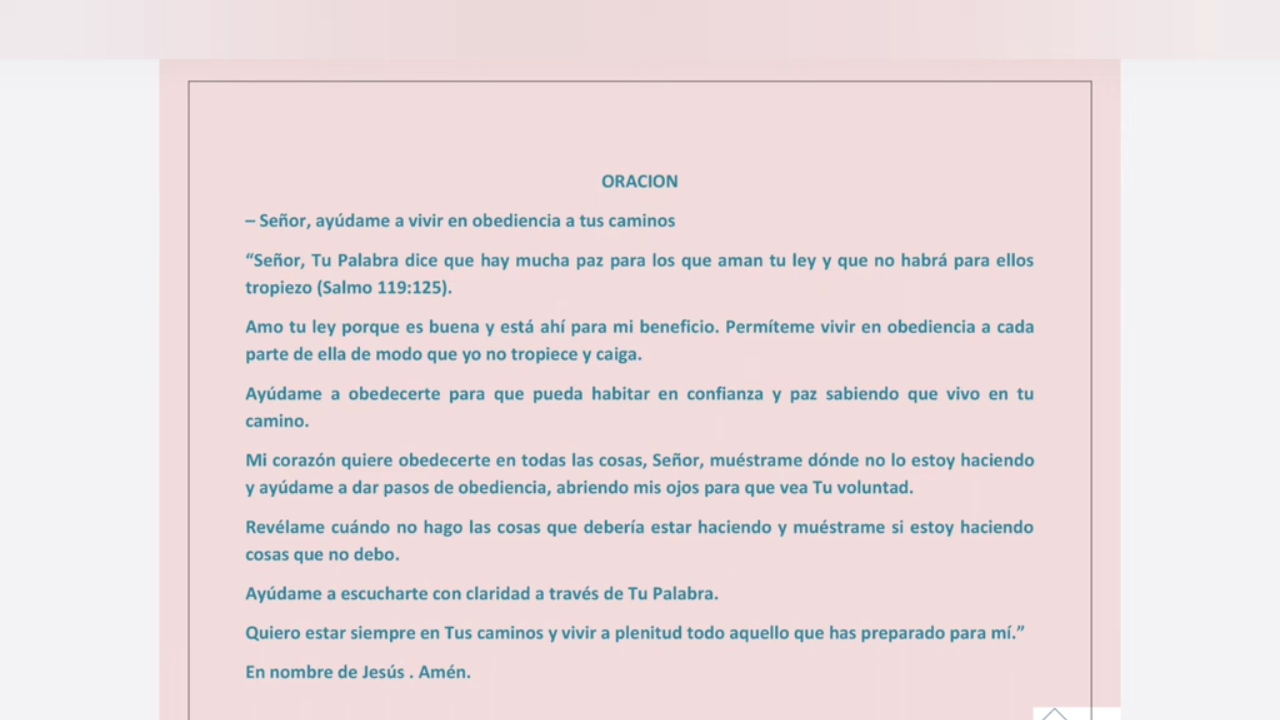 ORACION
– Señor, ayúdame a vivir en obediencia a tus caminos
“Señor, Tu Palabra dice que hay mucha paz para los que aman tu ley y que no habrá para ellos
tropiezo (Salmo 119:125).
Amo tu ley porque es buena y está ahí para mi beneficio. Permíteme vivir en obediencia a cada
parte de ella de modo que yo no tropiece y caiga.
Ayúdame a obedecerte para que pueda habitar en confianza y paz sabiendo que vivo en tu
camino.
Mi corazón quiere obedecerte en todas las cosas, Señor, muéstrame dónde no lo estoy haciendo
y ayúdame a dar pasos de obediencia, abriendo mis ojos para que vea Tu voluntad.
Revélame cuándo no hago las cosas que debería estar haciendo y muéstrame si estoy haciendo
cosas que no debo.
Ayúdame a escucharte con claridad a través de Tu Palabra.
Quiero estar siempre en Tus caminos y vivir a plenitud todo aquello que has preparado para mí.”
En nombre de Jesús . Amén.